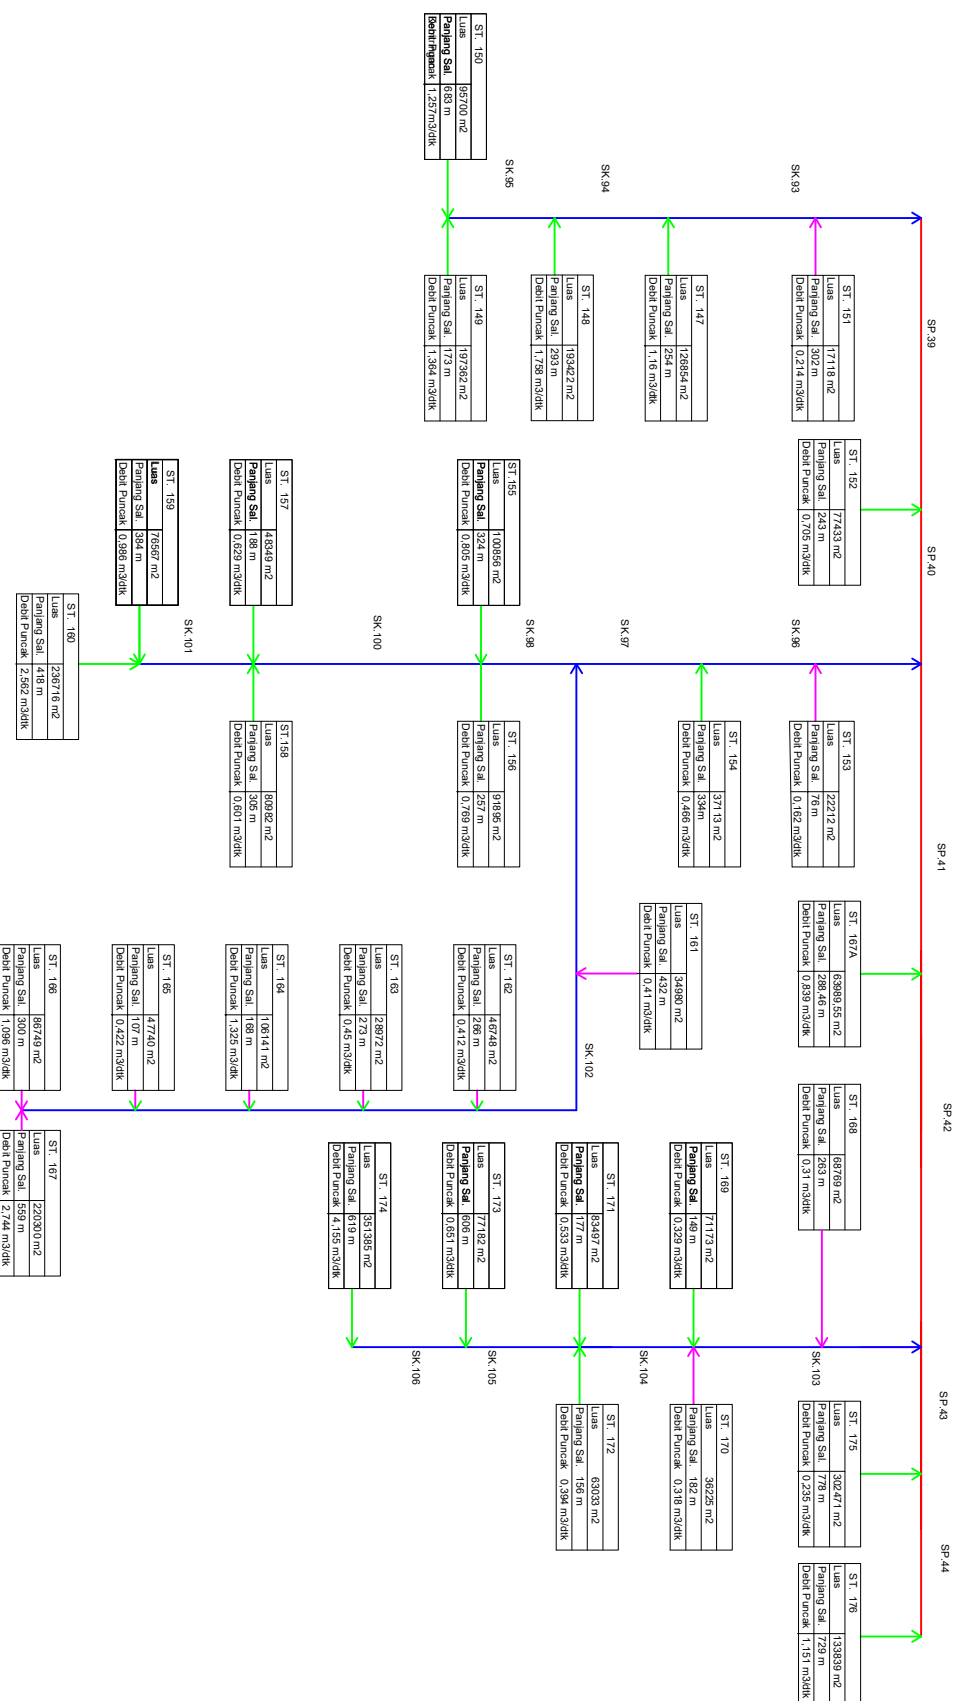 SP.39
SP.40
SP.41
SP.42
SP.43
SP.44
SK.95
SK.94
SK.93
ST. 150
Luas 95700 m2
Panjang Sal. 683 m
1,257m3/dtk
ST. 149
Luas 197362 m2
Panjang Sal. 173 m
Debit Puncak 1,364 m3/dtk
ST. 148
Luas 193422 m2
Panjang Sal. 293 m
Debit Puncak 1,758 m3/dtk
ST. 147
Luas 126854 m2
Panjang Sal. 254 m
Debit Puncak 1,16 m3/dtk
ST. 151
Luas 17118 m2
Panjang Sal. 302 m
Debit Puncak 0,214 m3/dtk
ST. 152
Luas 77433 m2
Panjang Sal. 243 m
Debit Puncak 0,705 m3/dtk
ST. 159
Luas 76567 m2
Panjang Sal. 384 m
Debit Puncak 0,986 m3/dtk
ST. 157
Luas 48349 m2
Panjang Sal. 188 m
Debit Puncak 0,629 m3/dtk
ST.155
Luas 100856 m2
Panjang Sal. 324 m
Debit Puncak 0,805 m3/dtk
ST. 160
Luas 236716 m2
Panjang Sal. 418 m
Debit Puncak 2,562 m3/dtk
SK.101
SK.100
SK.98
SK.97
SK.96
ST.158
Luas 80982 m2
Panjang Sal. 305 m
Debit Puncak 0,601 m3/dtk
ST. 156
Luas 91895 m2
Panjang Sal. 257 m
Debit Puncak 0,769 m3/dtk
ST. 154
Luas 37113 m2
Panjang Sal. 334m
Debit Puncak 0,466 m3/dtk
ST. 153
Luas 22212 m2
Panjang Sal. 76 m
Debit Puncak 0,162 m3/dtk
ST. 161
Luas 34980 m2
Panjang Sal. 432 m
Debit Puncak 0,41 m3/dtk
ST. 167A
Luas 63989,55 m2
Panjang Sal. 288,46 m
Debit Puncak 0,839 m3/dtk
SK.102
ST. 166
Luas 86749 m2
Panjang Sal. 300 m
Debit Puncak 1,096 m3/dtk
ST. 165
Luas 47740 m2
Panjang Sal. 107 m
Debit Puncak 0,422 m3/dtk
ST. 164
Luas 106141 m2
Panjang Sal. 168 m
Debit Puncak 1,325 m3/dtk
ST. 163
Luas 28972 m2
Panjang Sal. 273 m
Debit Puncak 0,45 m3/dtk
ST. 162
Luas 46748 m2
Panjang Sal. 266 m
Debit Puncak 0,412 m3/dtk
ST. 168
Luas 68769 m2
Panjang Sal. 263 m
Debit Puncak 0,31 m3/dtk
ST. 167
Luas 220300 m2
Panjang Sal. 559 m
Debit Puncak 2,744 m3/dtk
ST. 174
Luas 351385 m2
Panjang Sal. 619 m
Debit Puncak 4,155 m3/dtk
ST. 173
Luas 77182 m2
Panjang Sal. 606 m
Debit Puncak 0,651 m3/dtk
ST. 171
Luas 83497 m2
Panjang Sal. 177 m
Debit Puncak 0,533 m3/dtk
ST. 169
Luas 71173 m2
Panjang Sal. 149 m
Debit Puncak 0,329 m3/dtk
SK.106
SK.105
SK.104
SK.103
ST. 172
Luas 63033 m2
Panjang Sal. 156 m
Debit Puncak 0,394 m3/dtk
ST. 170
Luas 36225 m2
Panjang Sal. 182 m
Debit Puncak 0,318 m3/dtk
ST. 175
Luas 302471 m2
Panjang Sal. 778 m
Debit Puncak 0,235 m3/dtk
ST. 176
Luas 133839 m2
Panjang Sal. 729 m
Debit Puncak 1,151 m3/dtk